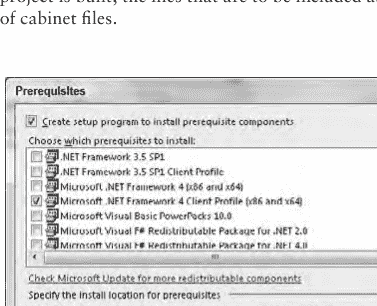 project is built, the files that are to be included a
of cabinet files.
Prerequisites
Create setup program to install prerequisite components
Choose which prerequisites to install:
.NET Framework 3.5 SP1
.NET Framework 3.5 SP1 Client Profile
Microsoft .NET Framework 4 (x86 and x64)
Microsoft .NET Framework 4 Client Profile (x86 and x64)
Microsoft Visual Basic PowerPacks 10.0
Microsoft Visual F# Redistributable Package for .NET 2.0
Microsoft Visual F# Redistributable Package for .NET 4.0
Check Microsoft Update for more redistributable components
Specify the install location for prerequisites